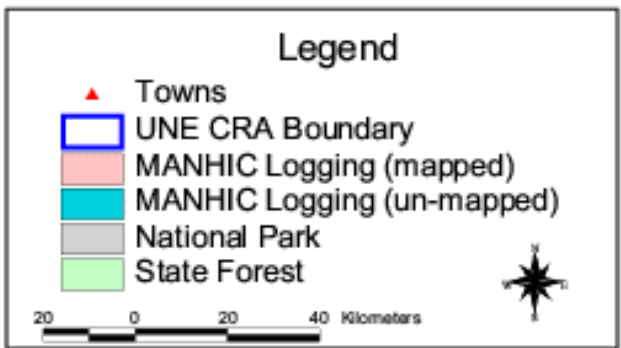 Legend
Towns
UNE CRA Boundary
MANHIC Logging (mapped)
MANHIC Logging (un-mapped)
National Park
State Forest
N
W
S
20 0 20 40 Kilometers